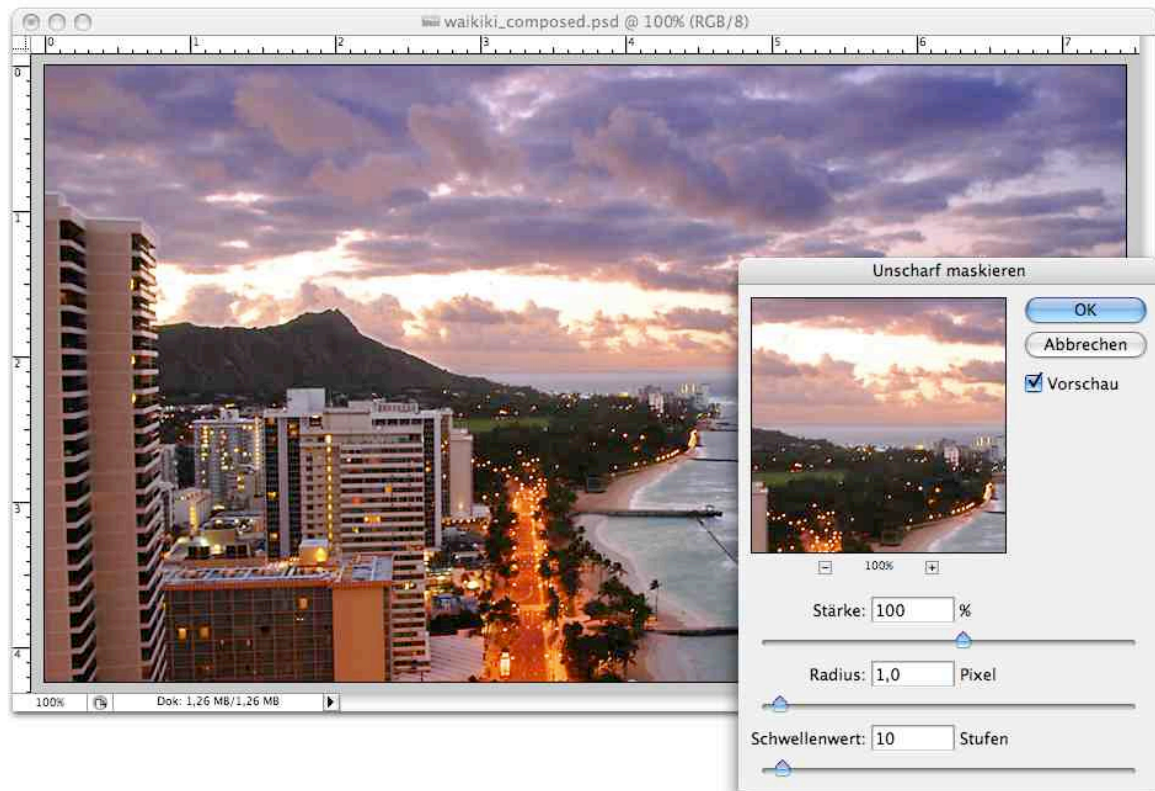 waikiki_composed.psd @ 100% (RGB/8)
0 1 2 3 4 5 6 7
0
1
2
3
4
100% Dok: 1,26 MB/1,26 MB
Unscharf maskieren
OK
Abbrechen
Vorschau
100%
Stärke: 100 %
Radius: 1,0 Pixel
Schwellenwert: 10 Stufen